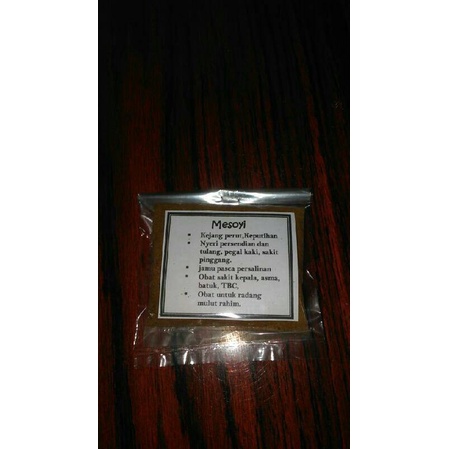 Mesoyi
• Kejang perut,Keputihan
• Nyeri persendian dan
tulang, pegal kaki, sakit
pinggang.
• Jamu pasca persalinan
• Obat sakit kepala, asma,
batuk, TBC.
• Obat untuk radang
mulut rahim.